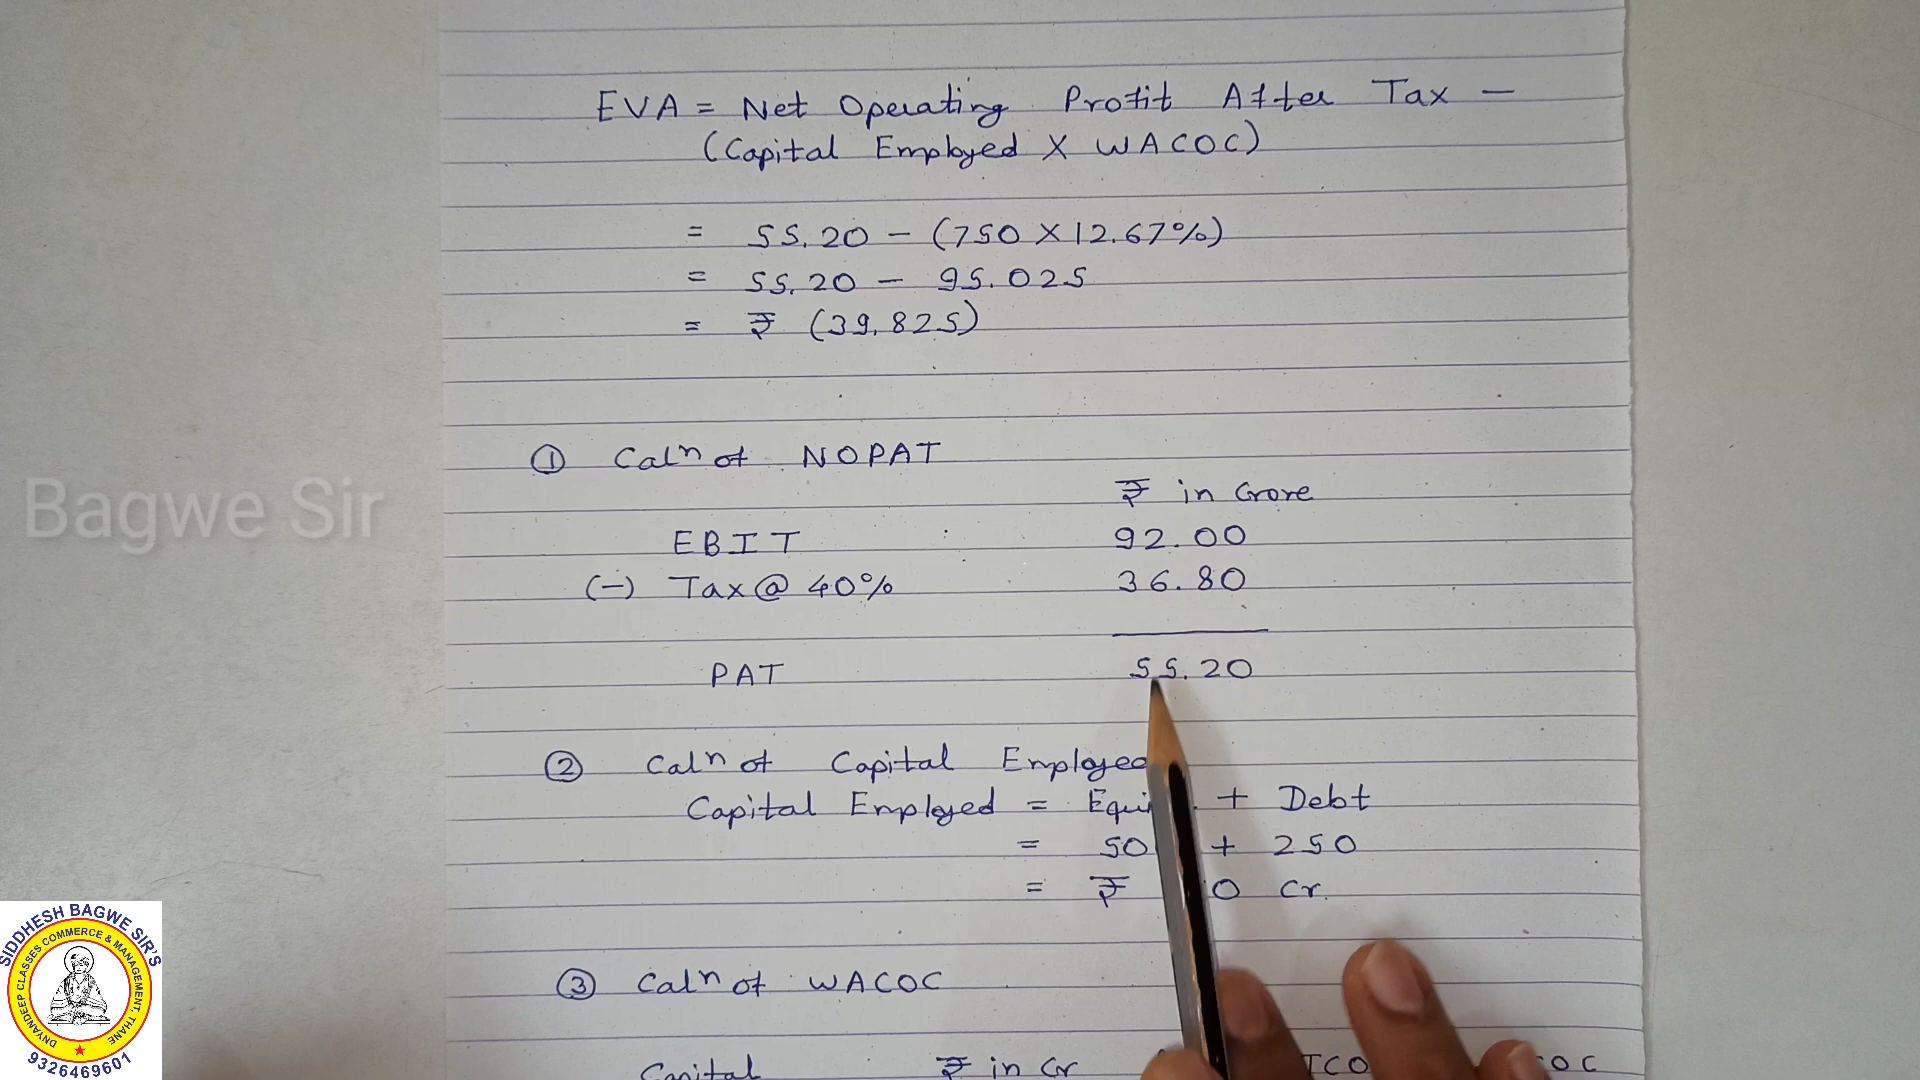 EVA = Net Operating Profit After Tax —
(Capital Employed X WACOC)
= 55.20 — (750 X 12.67%)
= 55.20 — 95.025
= ₹ (39.825)
① Calⁿ of NOPAT
₹ in Crore
EBIT 92.00
(-) Tax @ 40% 36.80
PAT 55.20
② Calⁿ of Capital Employed
Capital Employed = + Debt
= + 250
= ₹ Cr.
③ Calⁿ of WACOC
Capital ₹ in Cr
Bagwe Sir
SIDDHESH BAGWE SIR'S
DNYANDEEP CLASSES COMMERCE & MANAGEMENT, THANE
9326469601